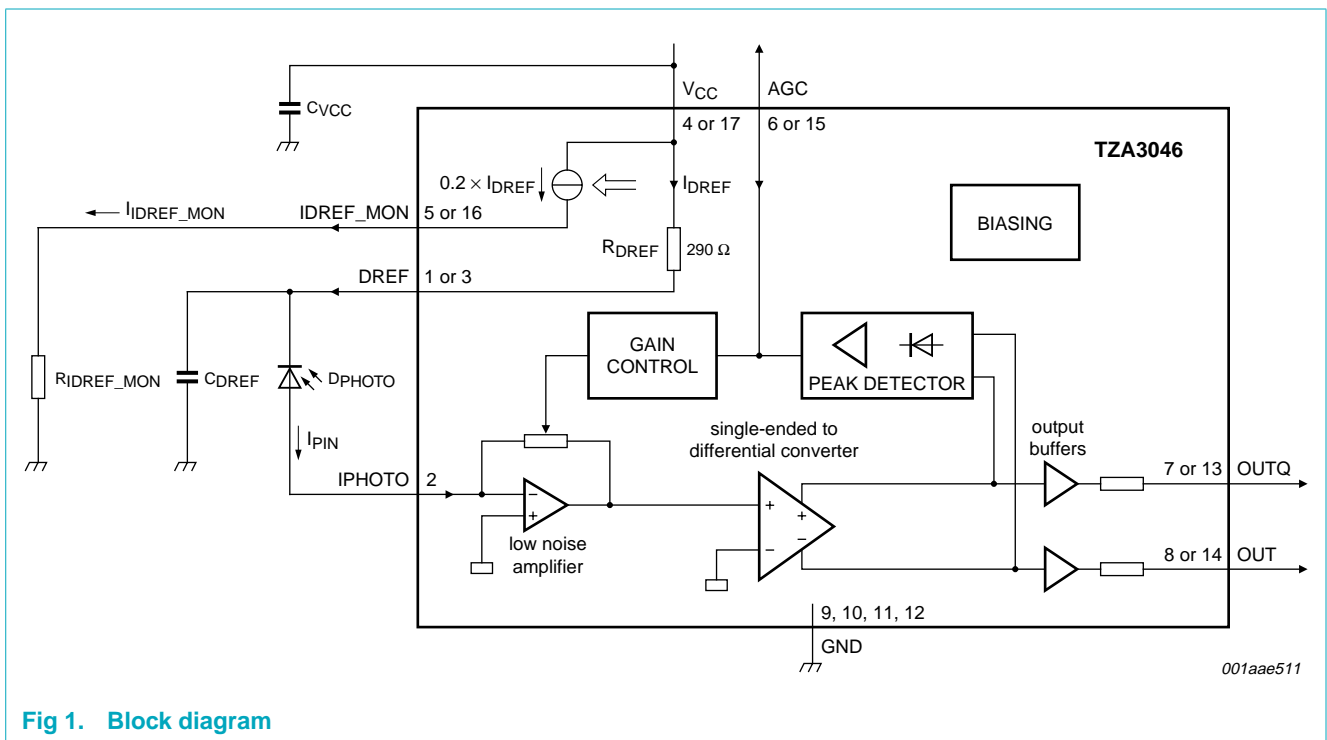 VCC
AGC
CVCC
4 or 17
6 or 15
TZA3046
0.2 × IDREF
IDREF
IIDREF_MON
IDREF_MON
5 or 16
BIASING
RDREF
290 Ω
DREF
1 or 3
GAIN
CONTROL
PEAK DETECTOR
RIDREF_MON
CDREF
DPHOTO
IPIN
single-ended to
differential converter
output
buffers
IPHOTO
2
7 or 13
OUTQ
−
+
low noise
amplifier
+
−
+
−
8 or 14
OUT
9, 10, 11, 12
GND
001aae511
Fig 1. Block diagram